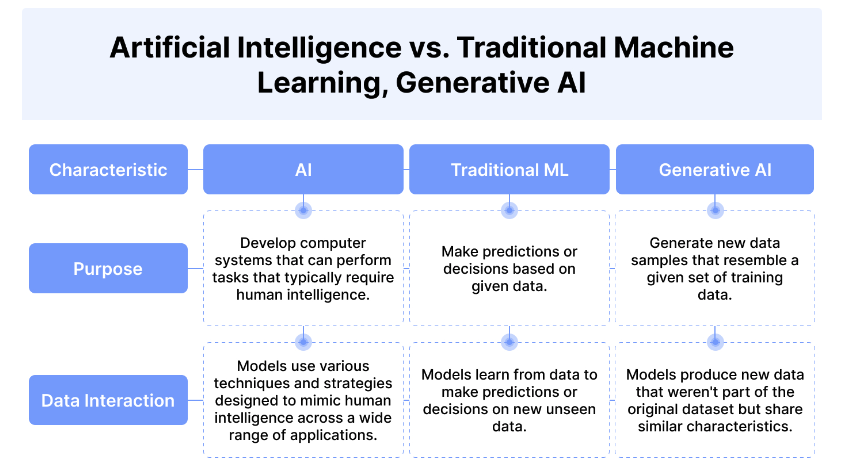 Artificial Intelligence vs. Traditional Machine
Learning, Generative AI
Characteristic
AI
Traditional ML
Generative AI
Purpose
Develop computer
systems that can perform
tasks that typically require
human intelligence.
Make predictions or
decisions based on
given data.
Generate new data
samples that resemble a
given set of training
data.
Data Interaction
Models use various
techniques and strategies
designed to mimic human
intelligence across a wide
range of applications.
Models learn from data to
make predictions or
decisions on new unseen
data.
Models produce new data
that weren't part of the
original dataset but share
similar characteristics.